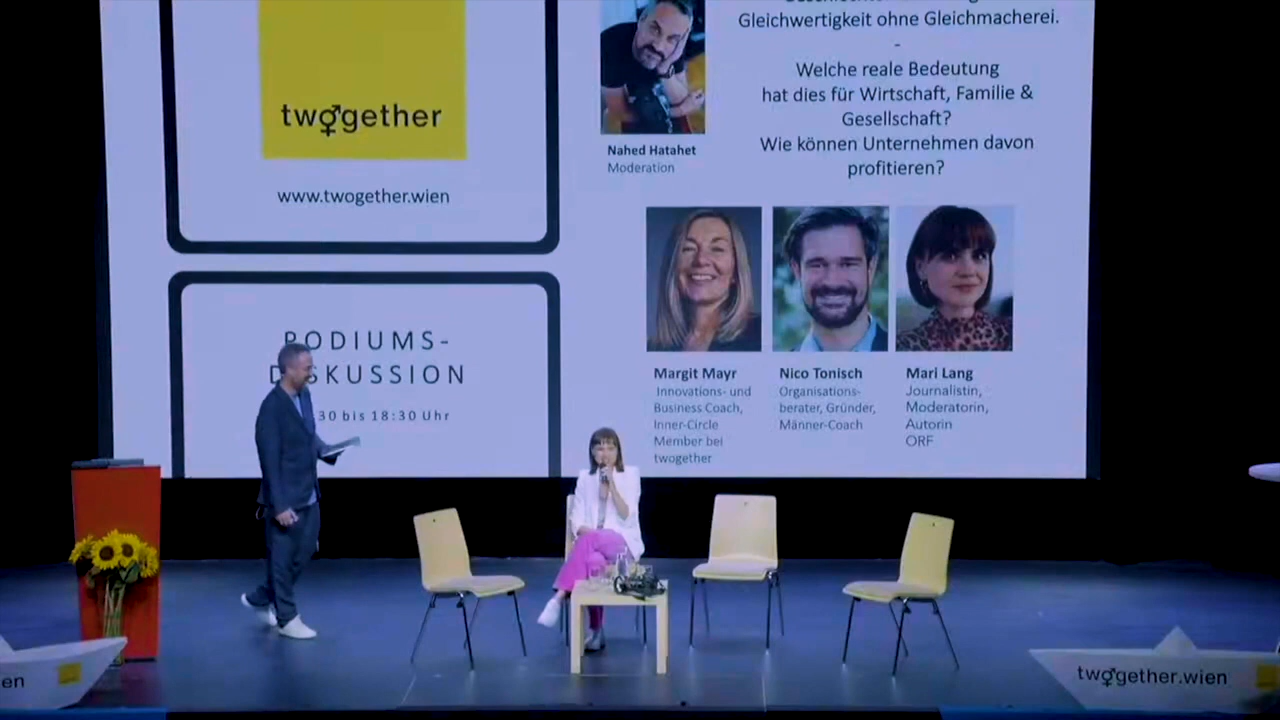 twogether
www.twogether.wien
PODIUMS-
DISKUSSION
30 bis 18:30 Uhr
Gleichwertigkeit ohne Gleichmacherei.
-
Welche reale Bedeutung
hat dies für Wirtschaft, Familie &
Gesellschaft?
Wie können Unternehmen davon
profitieren?
Nahed Hatahet
Moderation
Margit Mayr
Innovations- und
Business Coach,
Inner-Circle
Member bei
twogether
Nico Tonisch
Organisations-
berater, Gründer,
Männer-Coach
Mari Lang
Journalistin,
Moderatorin,
Autorin
ORF
en
twogether.wien